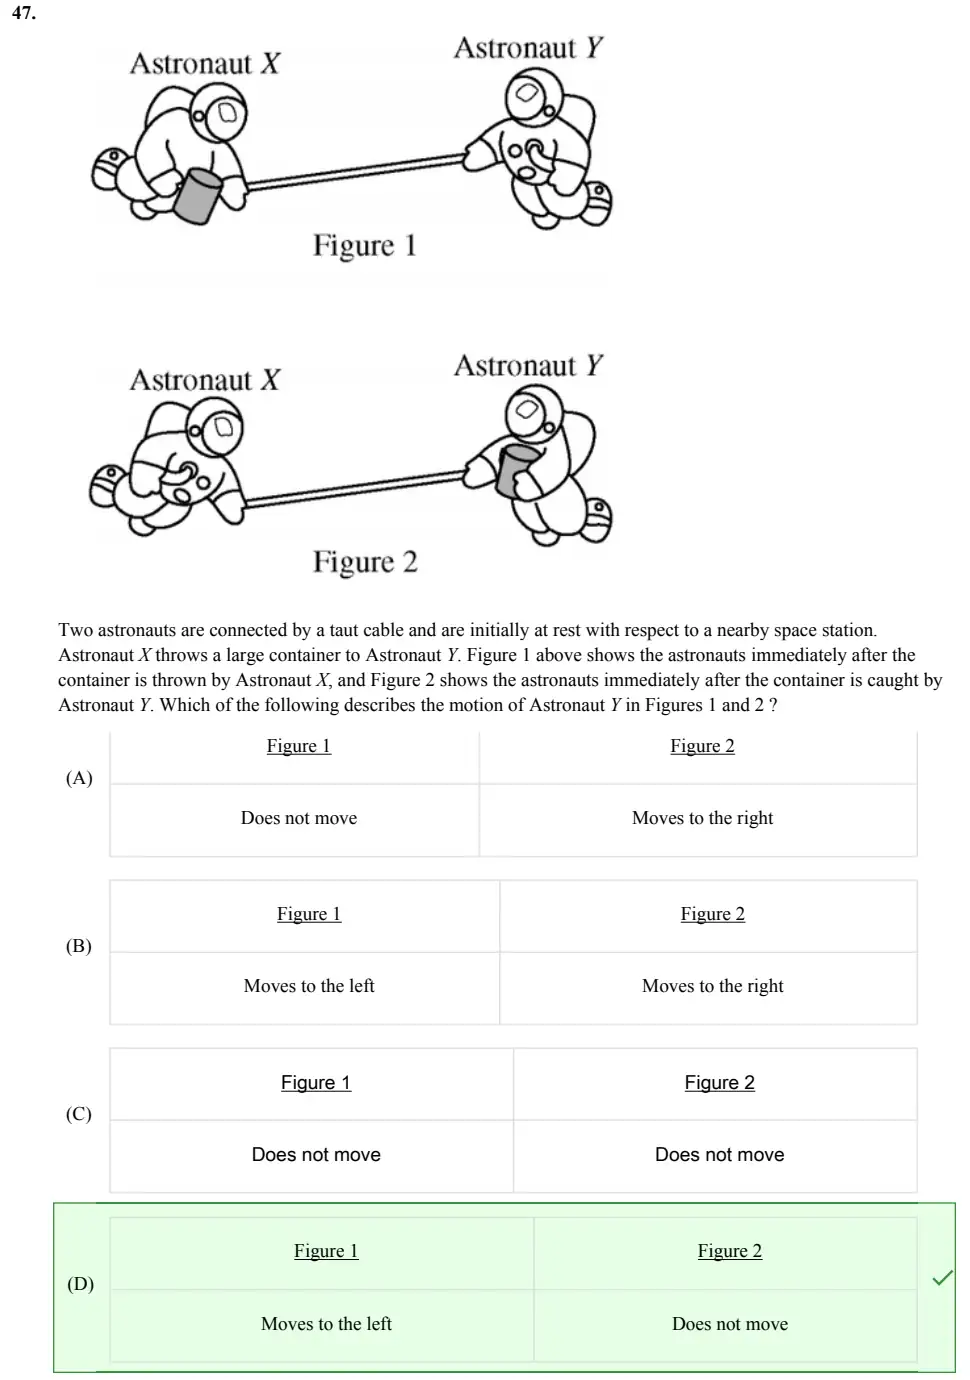 47.
Astronaut X
Astronaut Y
Figure 1
Astronaut X
Astronaut Y
Figure 2
Two astronauts are connected by a taut cable and are initially at rest with respect to a nearby space station.
Astronaut X throws a large container to Astronaut Y. Figure 1 above shows the astronauts immediately after the
container is thrown by Astronaut X, and Figure 2 shows the astronauts immediately after the container is caught by
Astronaut Y. Which of the following describes the motion of Astronaut Y in Figures 1 and 2 ?
(A)
Figure 1 Figure 2
Does not move Moves to the right
(B)
Figure 1 Figure 2
Moves to the left Moves to the right
(C)
Figure 1 Figure 2
Does not move Does not move
(D)
Figure 1 Figure 2
Moves to the left Does not move